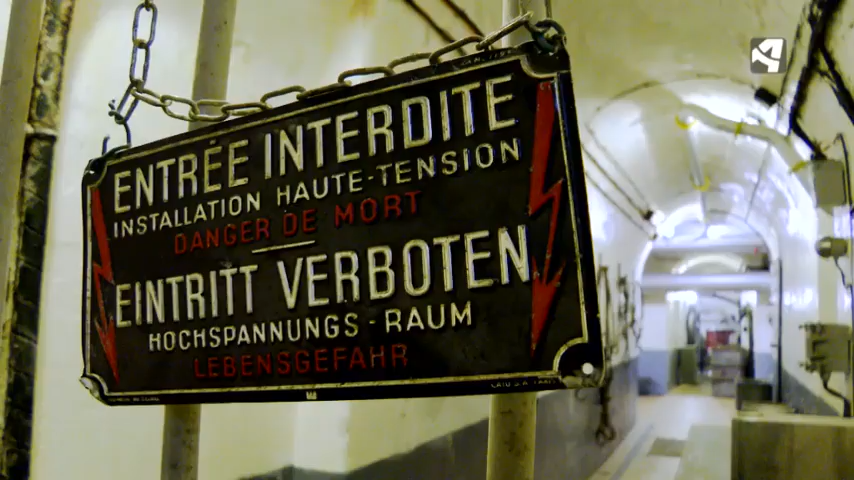 ENTRÉE INTERDITE
INSTALLATION HAUTE-TENSION
DANGER DE MORT
EINTRITT VERBOTEN
HOCHSPANNUNGS-RAUM
LEBENSGEFAHR